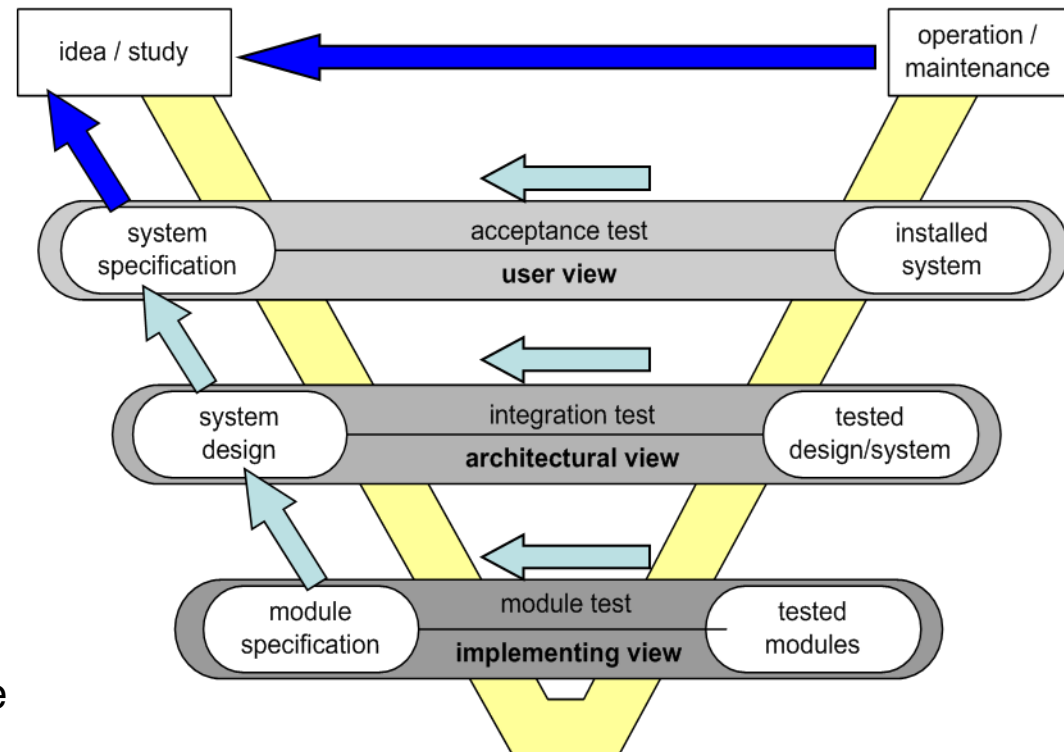 idea / study
operation /
maintenance
system
specification
acceptance test
user view
installed
system
system
design
integration test
architectural view
tested
design/system
module
specification
module test
implementing view
tested
modules
e